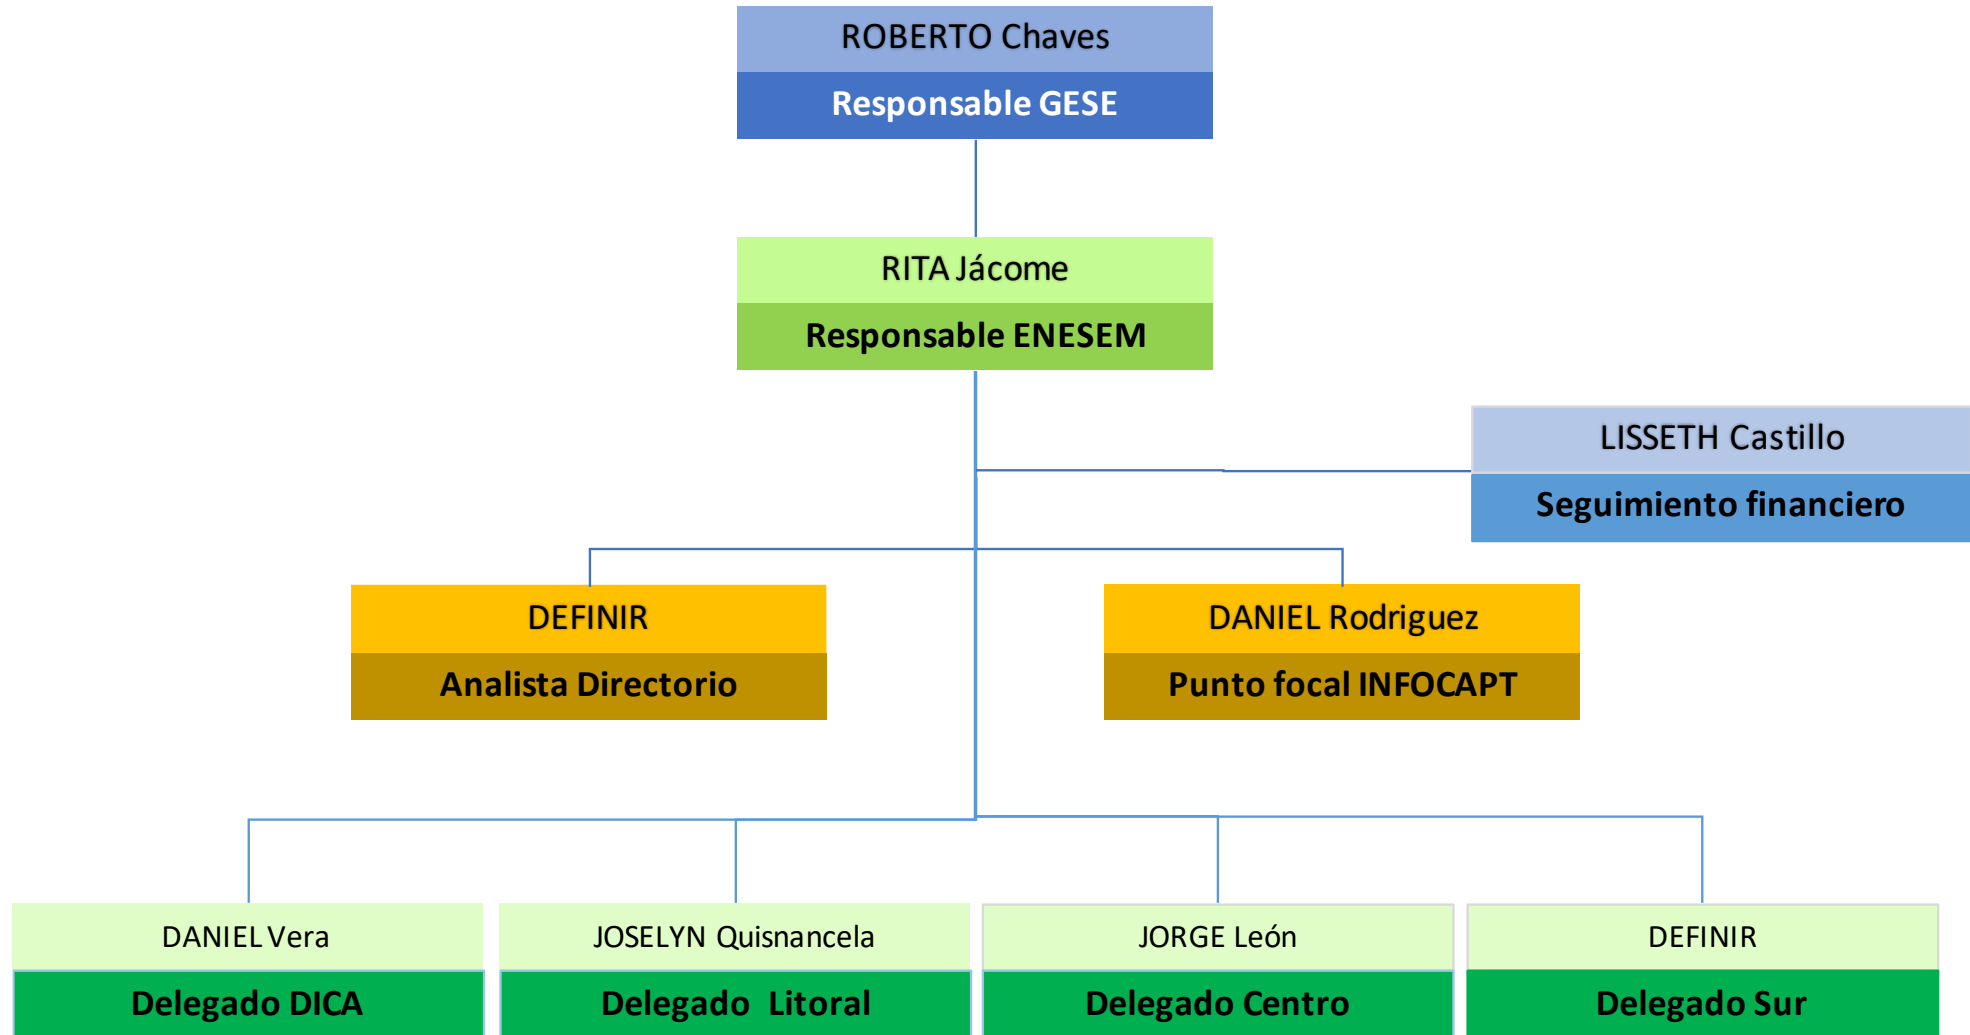 ROBERTO Chaves
Responsable GESE
RITA Jácome
Responsable ENESEM
LISSETH Castillo
Seguimiento financiero
DEFINIR
Analista Directorio
DANIEL Rodriguez
Punto focal INFOCAPT
DANIEL Vera
Delegado DICA
JOSELYN Quisnancela
Delegado Litoral
JORGE León
Delegado Centro
DEFINIR
Delegado Sur